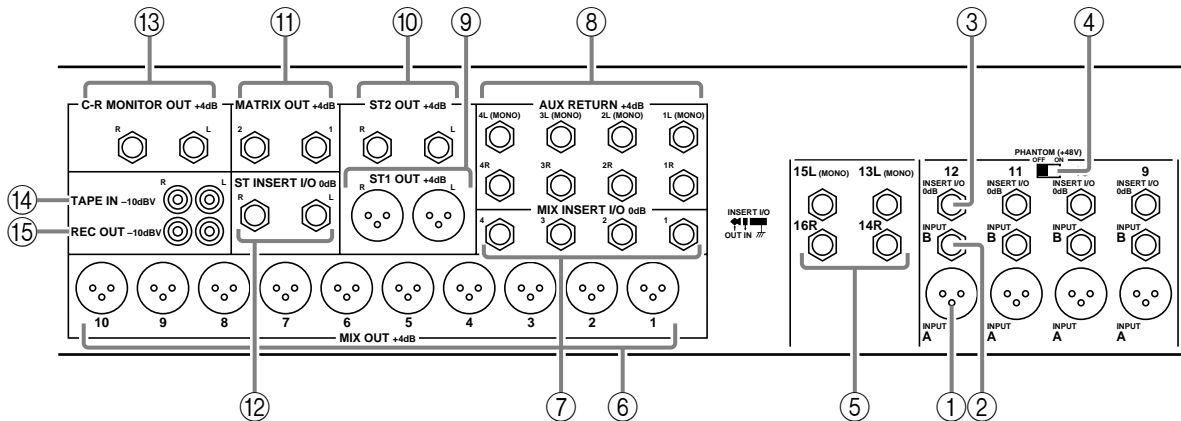 ⑬ ⑪ ⑩ ⑨ ⑧ ③ ④
C-R MONITOR OUT +4dB
R L
MATRIX OUT +4dB
2 1
ST2 OUT +4dB
R L
AUX RETURN +4dB
4L (MONO) 3L (MONO) 2L (MONO) 1L (MONO)
4R 3R 2R 1R
⑭ TAPE IN –10dBV
R L
⑮ REC OUT –10dBV
ST INSERT I/O 0dB
R L
ST1 OUT +4dB
R L
MIX INSERT I/O 0dB
4 3 2 1
INSERT I/O
OUT IN
15L (MONO) 13L (MONO)
16R 14R
PHANTOM (+48V)
OFF ON
12 11 9
INSERT I/O INSERT I/O INSERT I/O INSERT I/O
0dB 0dB 0dB 0dB
INPUT INPUT INPUT INPUT
B B B B
INPUT INPUT INPUT INPUT
A A A A
10 9 8 7 6 5 4 3 2 1
MIX OUT +4dB
⑫ ⑦ ⑥ ⑤ ① ②